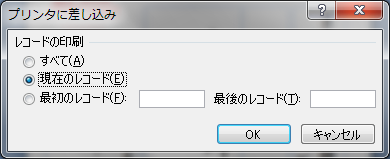 プリンタに差し込み
レコードの印刷
すべて(A)
現在のレコード(E)
最初のレコード(F): 最後のレコード(T):
OK キャンセル